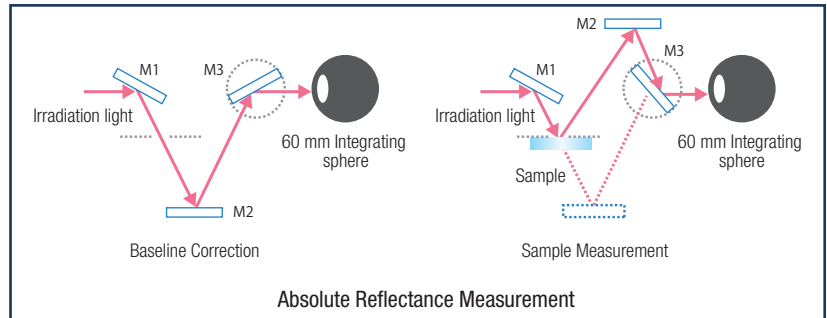 M1
M3
Irradiation light
60 mm Integrating
sphere
M2
Baseline Correction
M2
M1
M3
Irradiation light
60 mm Integrating
sphere
Sample
Sample Measurement
Absolute Reflectance Measurement